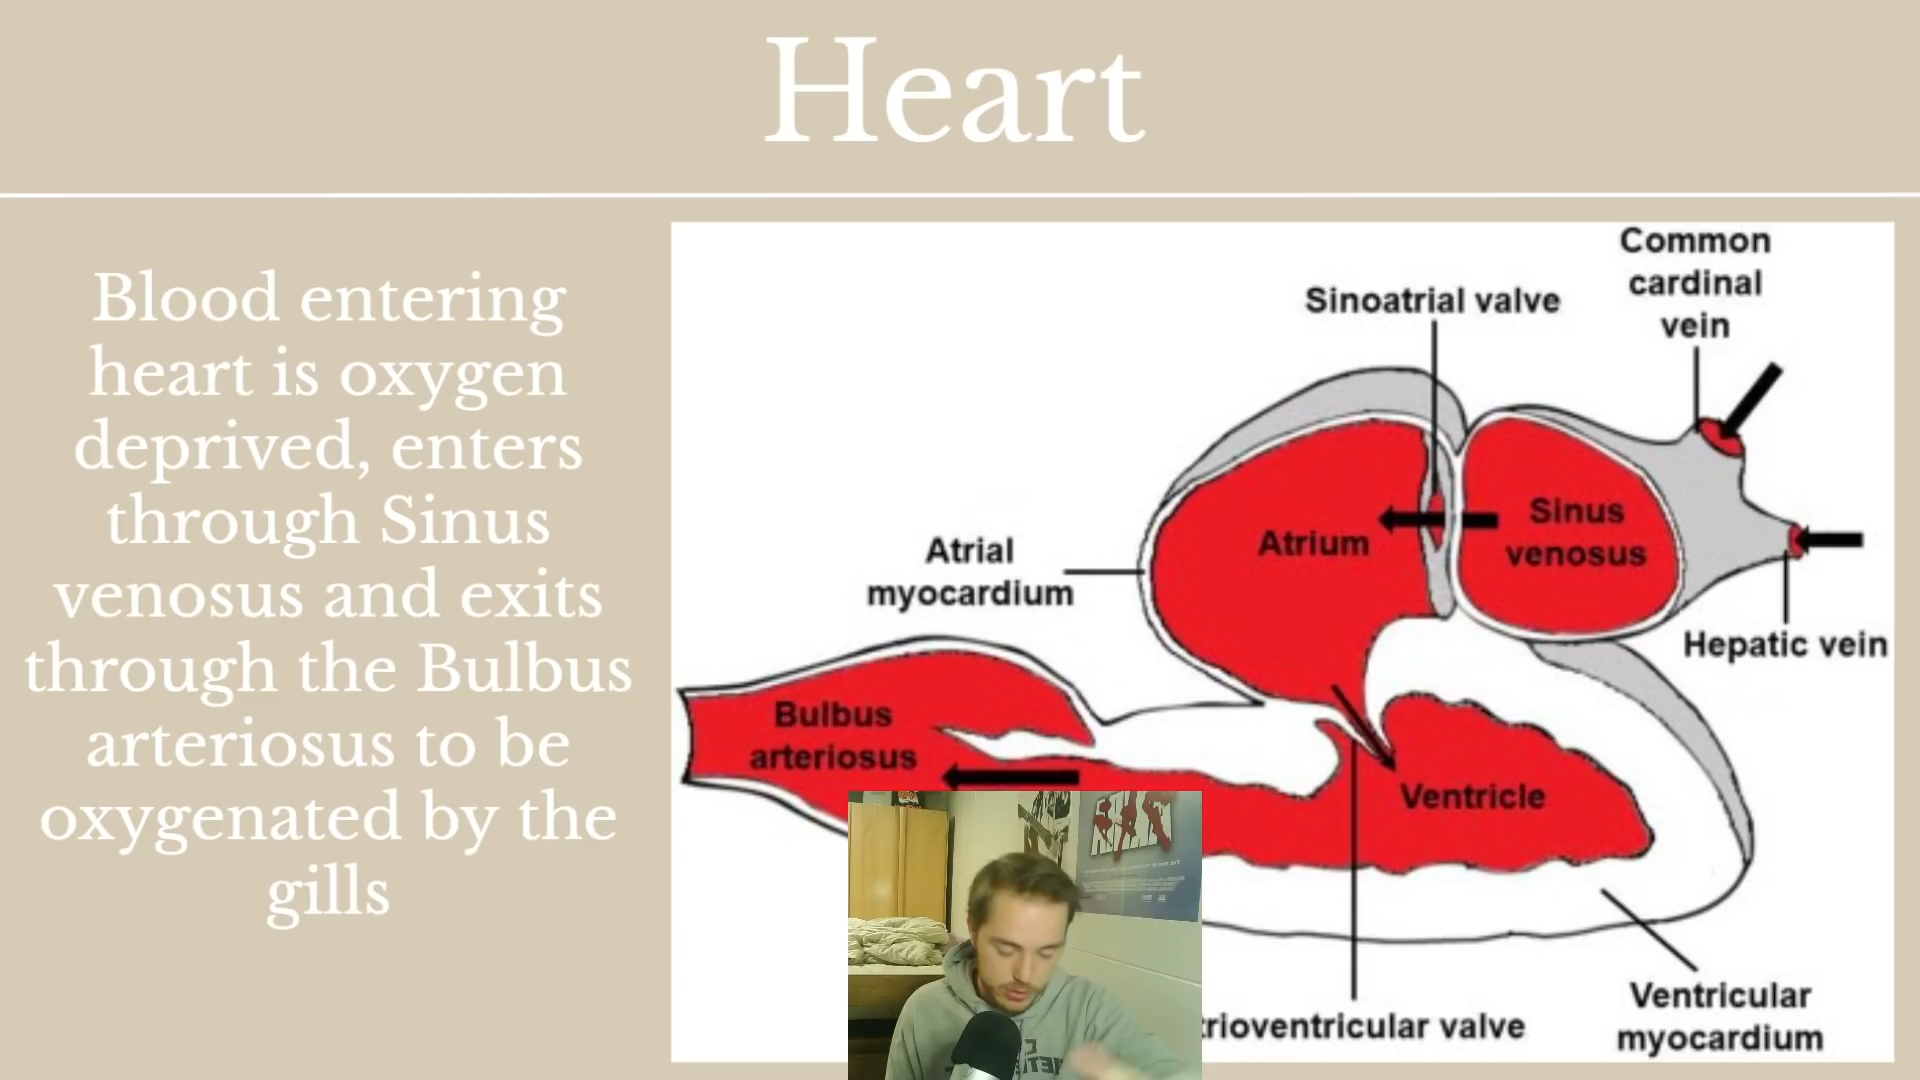 Heart
Blood entering
heart is oxygen
deprived, enters
through Sinus
venosus and exits
through the Bulbus
arteriosus to be
oxygenated by the
gills
Common
cardinal
vein
Sinoatrial valve
Sinus
venosus
Atrium
Atrial
myocardium
Hepatic vein
Bulbus
arteriosus
Ventricle
trioventricular valve
Ventricular
myocardium